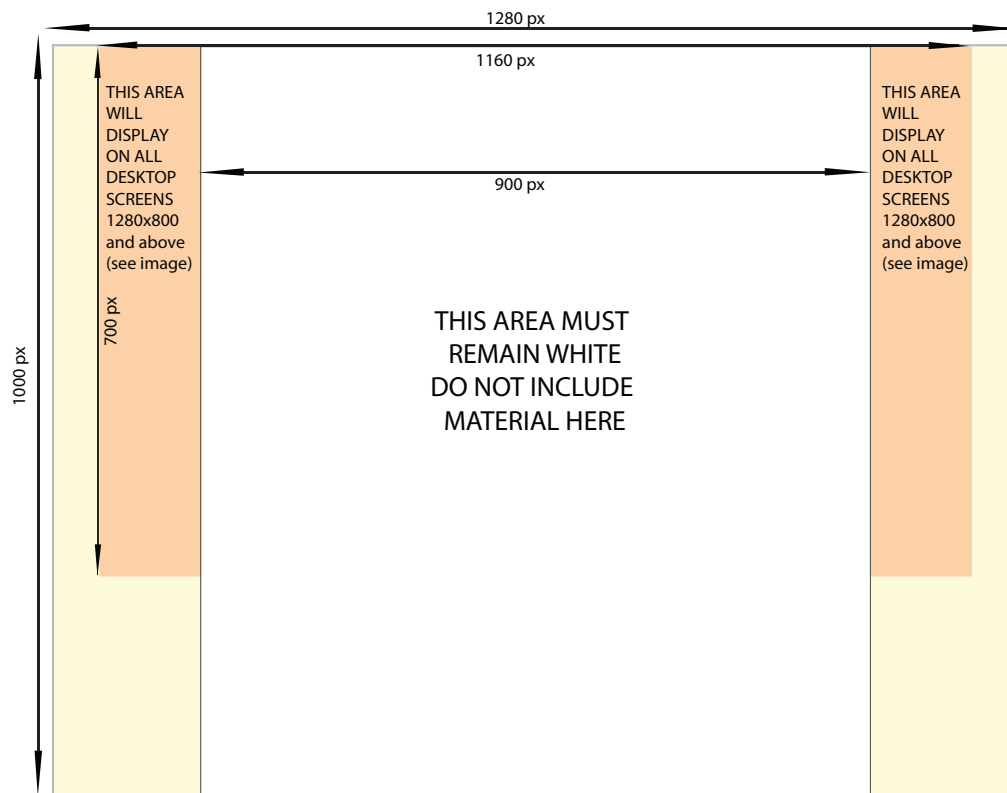 1280 px
1160 px
THIS AREA
WILL
DISPLAY
ON ALL
DESKTOP
SCREENS
1280x800
and above
(see image)
THIS AREA
WILL
DISPLAY
ON ALL
DESKTOP
SCREENS
1280x800
and above
(see image)
900 px
700 px
1000 px
THIS AREA MUST
REMAIN WHITE
DO NOT INCLUDE
MATERIAL HERE